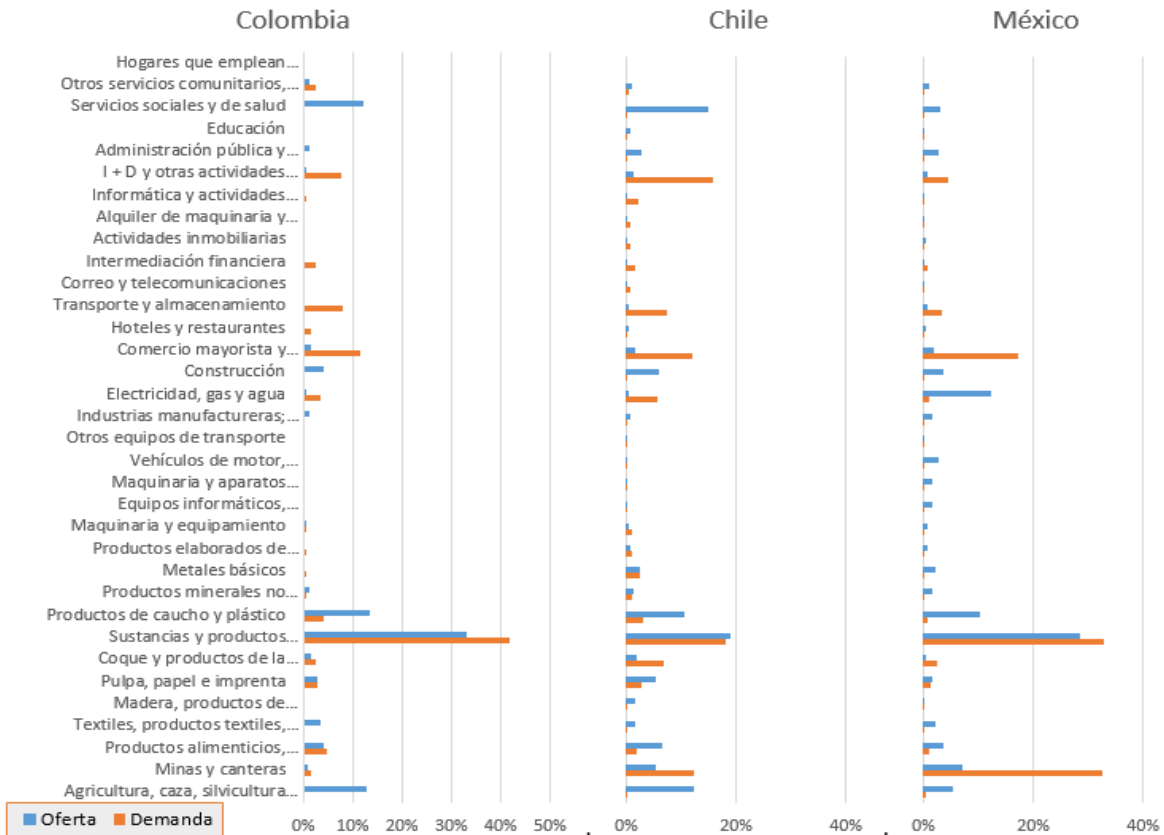 Colombia Chile México
Hogares que emplean...
Otros servicios comunitarios,...
Servicios sociales y de salud
Educación
Administración pública y...
I + D y otras actividades...
Informática y actividades...
Alquiler de maquinaria y...
Actividades inmobiliarias
Intermediación financiera
Correo y telecomunicaciones
Transporte y almacenamiento
Hoteles y restaurantes
Comercio mayorista y...
Construcción
Electricidad, gas y agua
Industrias manufactureras;...
Otros equipos de transporte
Vehículos de motor,...
Maquinaria y aparatos...
Equipos informáticos,...
Maquinaria y equipamiento
Productos elaborados de...
Metales básicos
Productos minerales no...
Productos de caucho y plástico
Sustancias y productos...
Coque y productos de la...
Pulpa, papel e imprenta
Madera, productos de...
Textiles, productos textiles,...
Productos alimenticios,...
Minas y canteras
Agricultura, caza, silvicultura...
Oferta Demanda
0% 10% 20% 30% 40% 50% 0% 20% 40% 0% 20% 40%